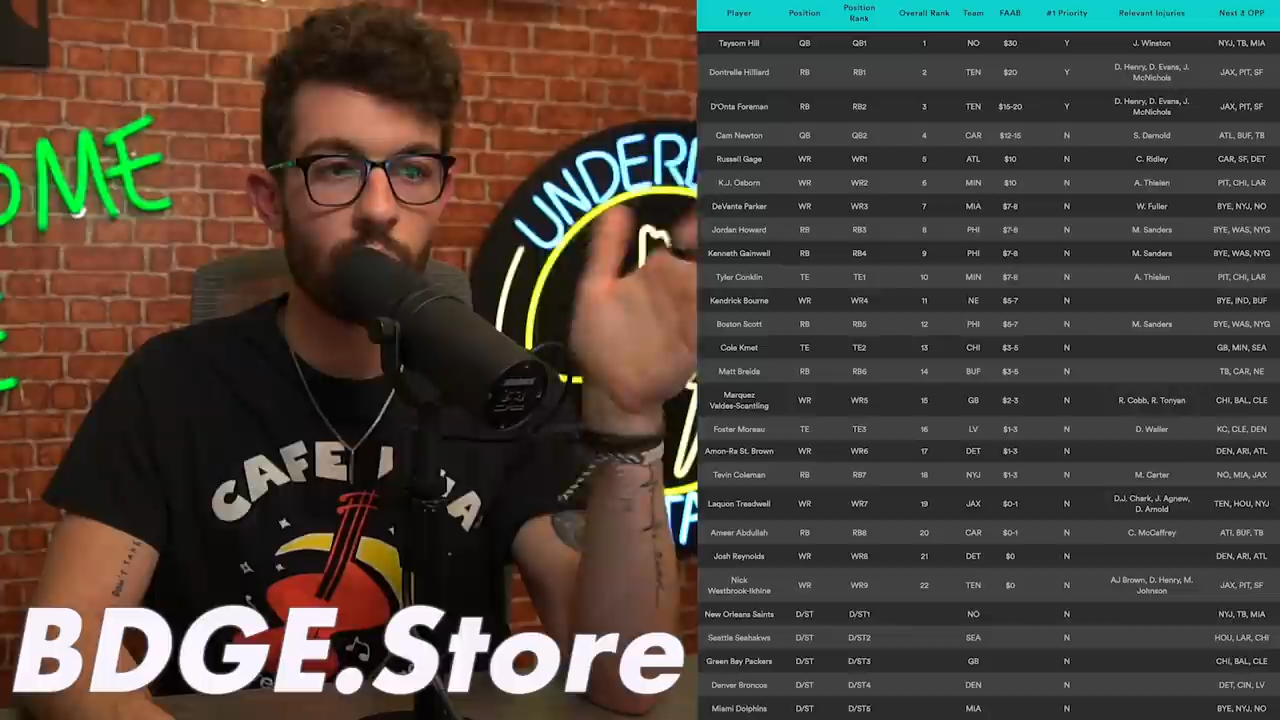 Player Position Position Rank Overall Rank Team FAAB #1 Priority Relevant Injuries Next 3 OPP
Taysom Hill QB QB1 1 NO $30 Y J. Winston NYJ, TB, MIA
Dontrelle Hilliard RB RB1 2 TEN $20 Y D. Henry, D. Evans, J. McNichols JAX, PIT, SF
D'Onta Foreman RB RB2 3 TEN $15-20 Y D. Henry, D. Evans, J. McNichols JAX, PIT, SF
Cam Newton QB QB2 4 CAR $12-15 N S. Darnold ATL, BUF, TB
Russell Gage WR WR1 5 ATL $10 N C. Ridley CAR, SF, DET
K.J. Osborn WR WR2 6 MIN $10 N A. Thielen PIT, CHI, LAR
DeVante Parker WR WR3 7 MIA $7-8 N W. Fuller BYE, NYJ, NO
Jordan Howard RB RB3 8 PHI $7-8 N M. Sanders BYE, WAS, NYG
Kenneth Gainwell RB RB4 9 PHI $7-8 N M. Sanders BYE, WAS, NYG
Tyler Conklin TE TE1 10 MIN $7-8 N A. Thielen PIT, CHI, LAR
Kendrick Bourne WR WR4 11 NE $5-7 N BYE, IND, BUF
Boston Scott RB RB5 12 PHI $5-7 N M. Sanders BYE, WAS, NYG
Cole Kmet TE TE2 13 CHI $3-5 N GB, MIN, SEA
Matt Breida RB RB6 14 BUF $3-5 N TB, CAR, NE
Marquez Valdes-Scantling WR WR5 15 GB $2-3 N R. Cobb, R. Tonyan CHI, BAL, CLE
Foster Moreau TE TE3 16 LV $1-3 N D. Waller KC, CLE, DEN
Amon-Ra St. Brown WR WR6 17 DET $1-3 N DEN, ARI, ATL
Tevin Coleman RB RB7 18 NYJ $1-3 N M. Carter NO, MIA, JAX
Laquon Treadwell WR WR7 19 JAX $0-1 N D.J. Chark, J. Agnew, D. Arnold TEN, HOU, NYJ
Ameer Abdullah RB RB8 20 CAR $0-1 N C. McCaffrey ATl, BUF, TB
Josh Reynolds WR WR8 21 DET $0 N DEN, ARI, ATL
Nick Westbrook-Ikhine WR WR9 22 TEN $0 N AJ Brown, D. Henry, M. Johnson JAX, PIT, SF
New Orleans Saints D/ST D/ST1 NO N NYJ, TB, MIA
Seattle Seahakws D/ST D/ST2 SEA N HOU, LAR, CHI
Green Bay Packers D/ST D/ST3 GB N CHI, BAL, CLE
Denver Broncos D/ST D/ST4 DEN N DET, CIN, LV
Miami Dolphins D/ST D/ST5 MIA N BYE, NYJ, NO
OME
UNDER
CAFE
BDGE.Store